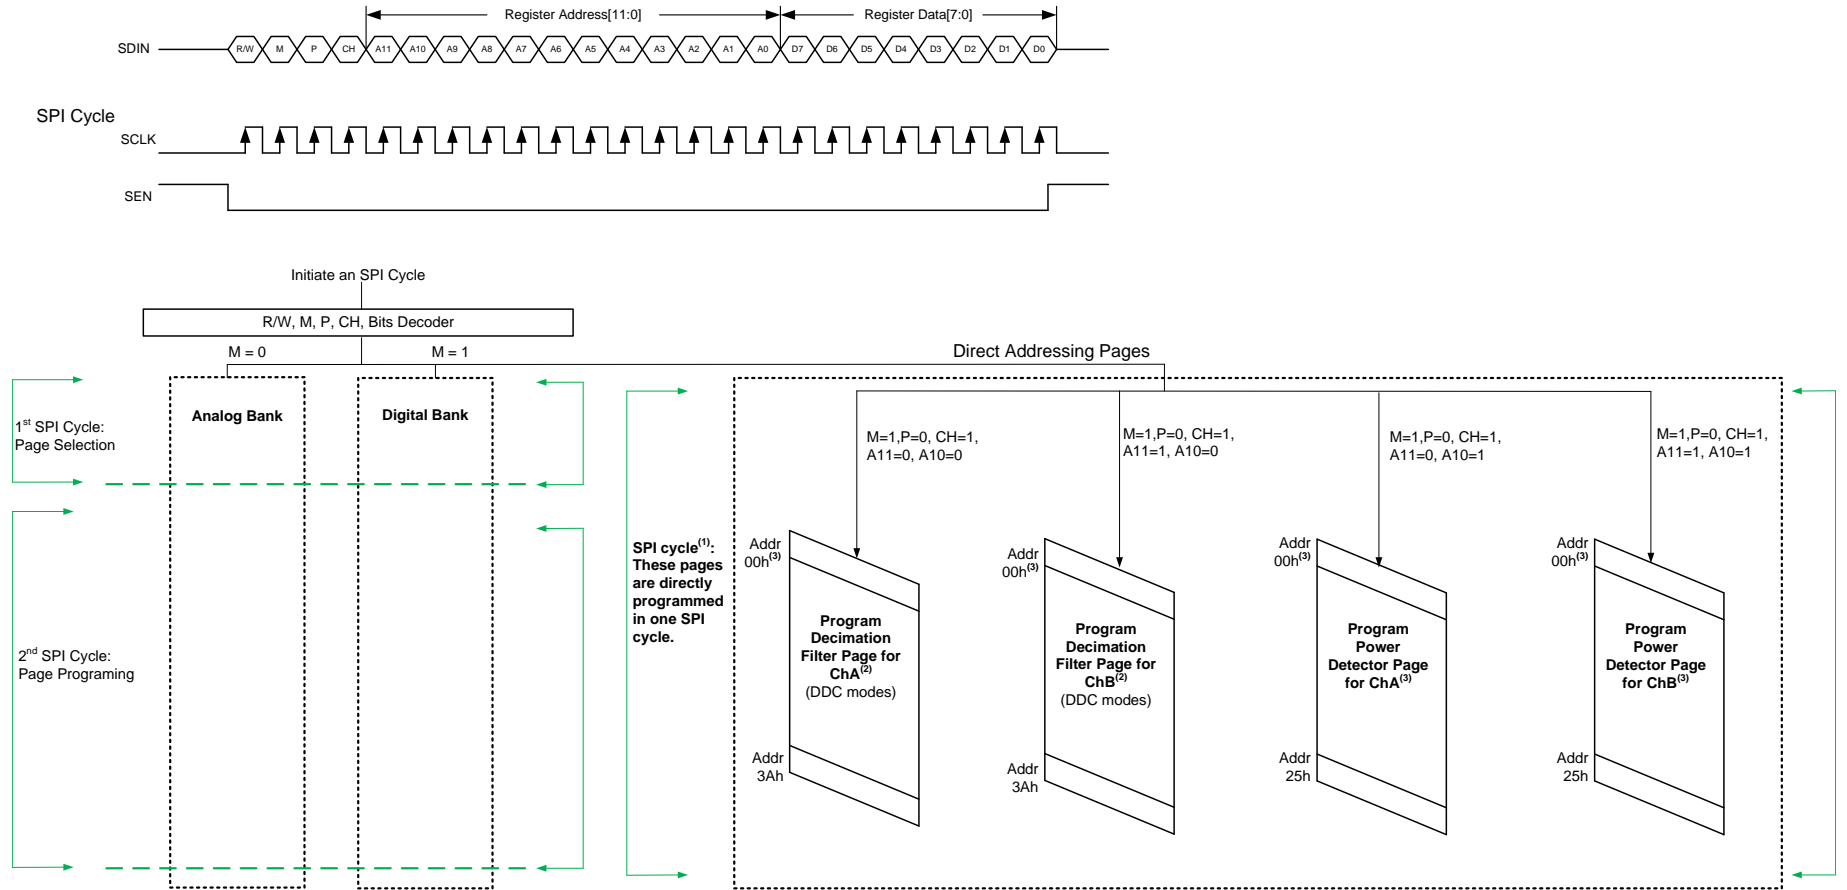 Register Address[11:0]
Register Data[7:0]
SDIN
R/W M P CH A11 A10 A9 A8 A7 A6 A5 A4 A3 A2 A1 A0 D7 D6 D5 D4 D3 D2 D1 D0
SPI Cycle
SCLK
SEN
Initiate an SPI Cycle
R/W, M, P, CH, Bits Decoder
M = 0
M = 1
Direct Addressing Pages
Analog Bank
Digital Bank
1st SPI Cycle:
Page Selection
2nd SPI Cycle:
Page Programing
SPI cycle(1):
These pages
are directly
programmed
in one SPI
cycle.
M=1,P=0, CH=1,
A11=0, A10=0
M=1,P=0, CH=1,
A11=1, A10=0
M=1,P=0, CH=1,
A11=0, A10=1
M=1,P=0, CH=1,
A11=1, A10=1
Addr
00h(3)
Program
Decimation
Filter Page for
ChA(2)
(DDC modes)
Addr
3Ah
Addr
00h(3)
Program
Decimation
Filter Page for
ChB(2)
(DDC modes)
Addr
3Ah
Addr
00h(3)
Program
Power
Detector Page
for ChA(3)
Addr
25h
Addr
00h(3)
Program
Power
Detector Page
for ChB(3)
Addr
25h